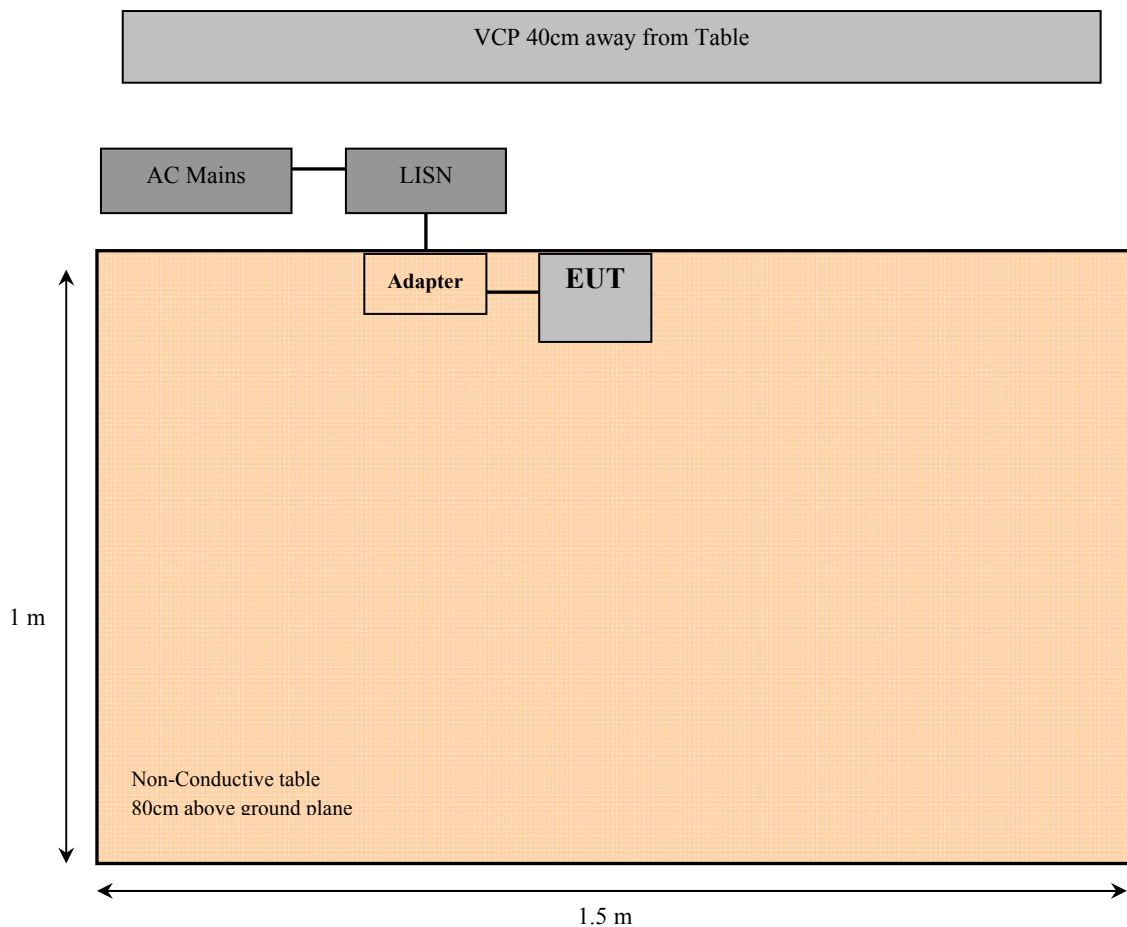 VCP 40cm away from Table
AC Mains
LISN
Adapter
EUT
1 m
Non-Conductive table
80cm above ground plane
1.5 m